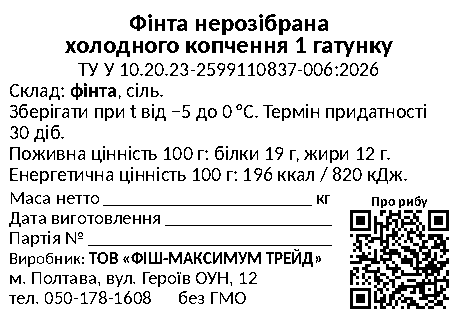 Фінта нерозібрана
холодного копчення 1 ґатунку
ТУ У 10.20.23-2599110837-006:2026
Склад: фінта, сіль.
Зберігати при t від −5 до 0 °C. Термін придатності
30 діб.
Поживна цінність 100 г: білки 19 г, жири 12 г.
Енергетична цінність 100 г: 196 ккал / 820 кДж.
Маса нетто ____________________ кг
Про рибу
Дата виготовлення ________________
Партія № ________________________
Виробник: ТОВ «ФІШ-МАКСИМУМ ТРЕЙД»
м. Полтава, вул. Героїв ОУН, 12
тел. 050-178-1608 без ГМО